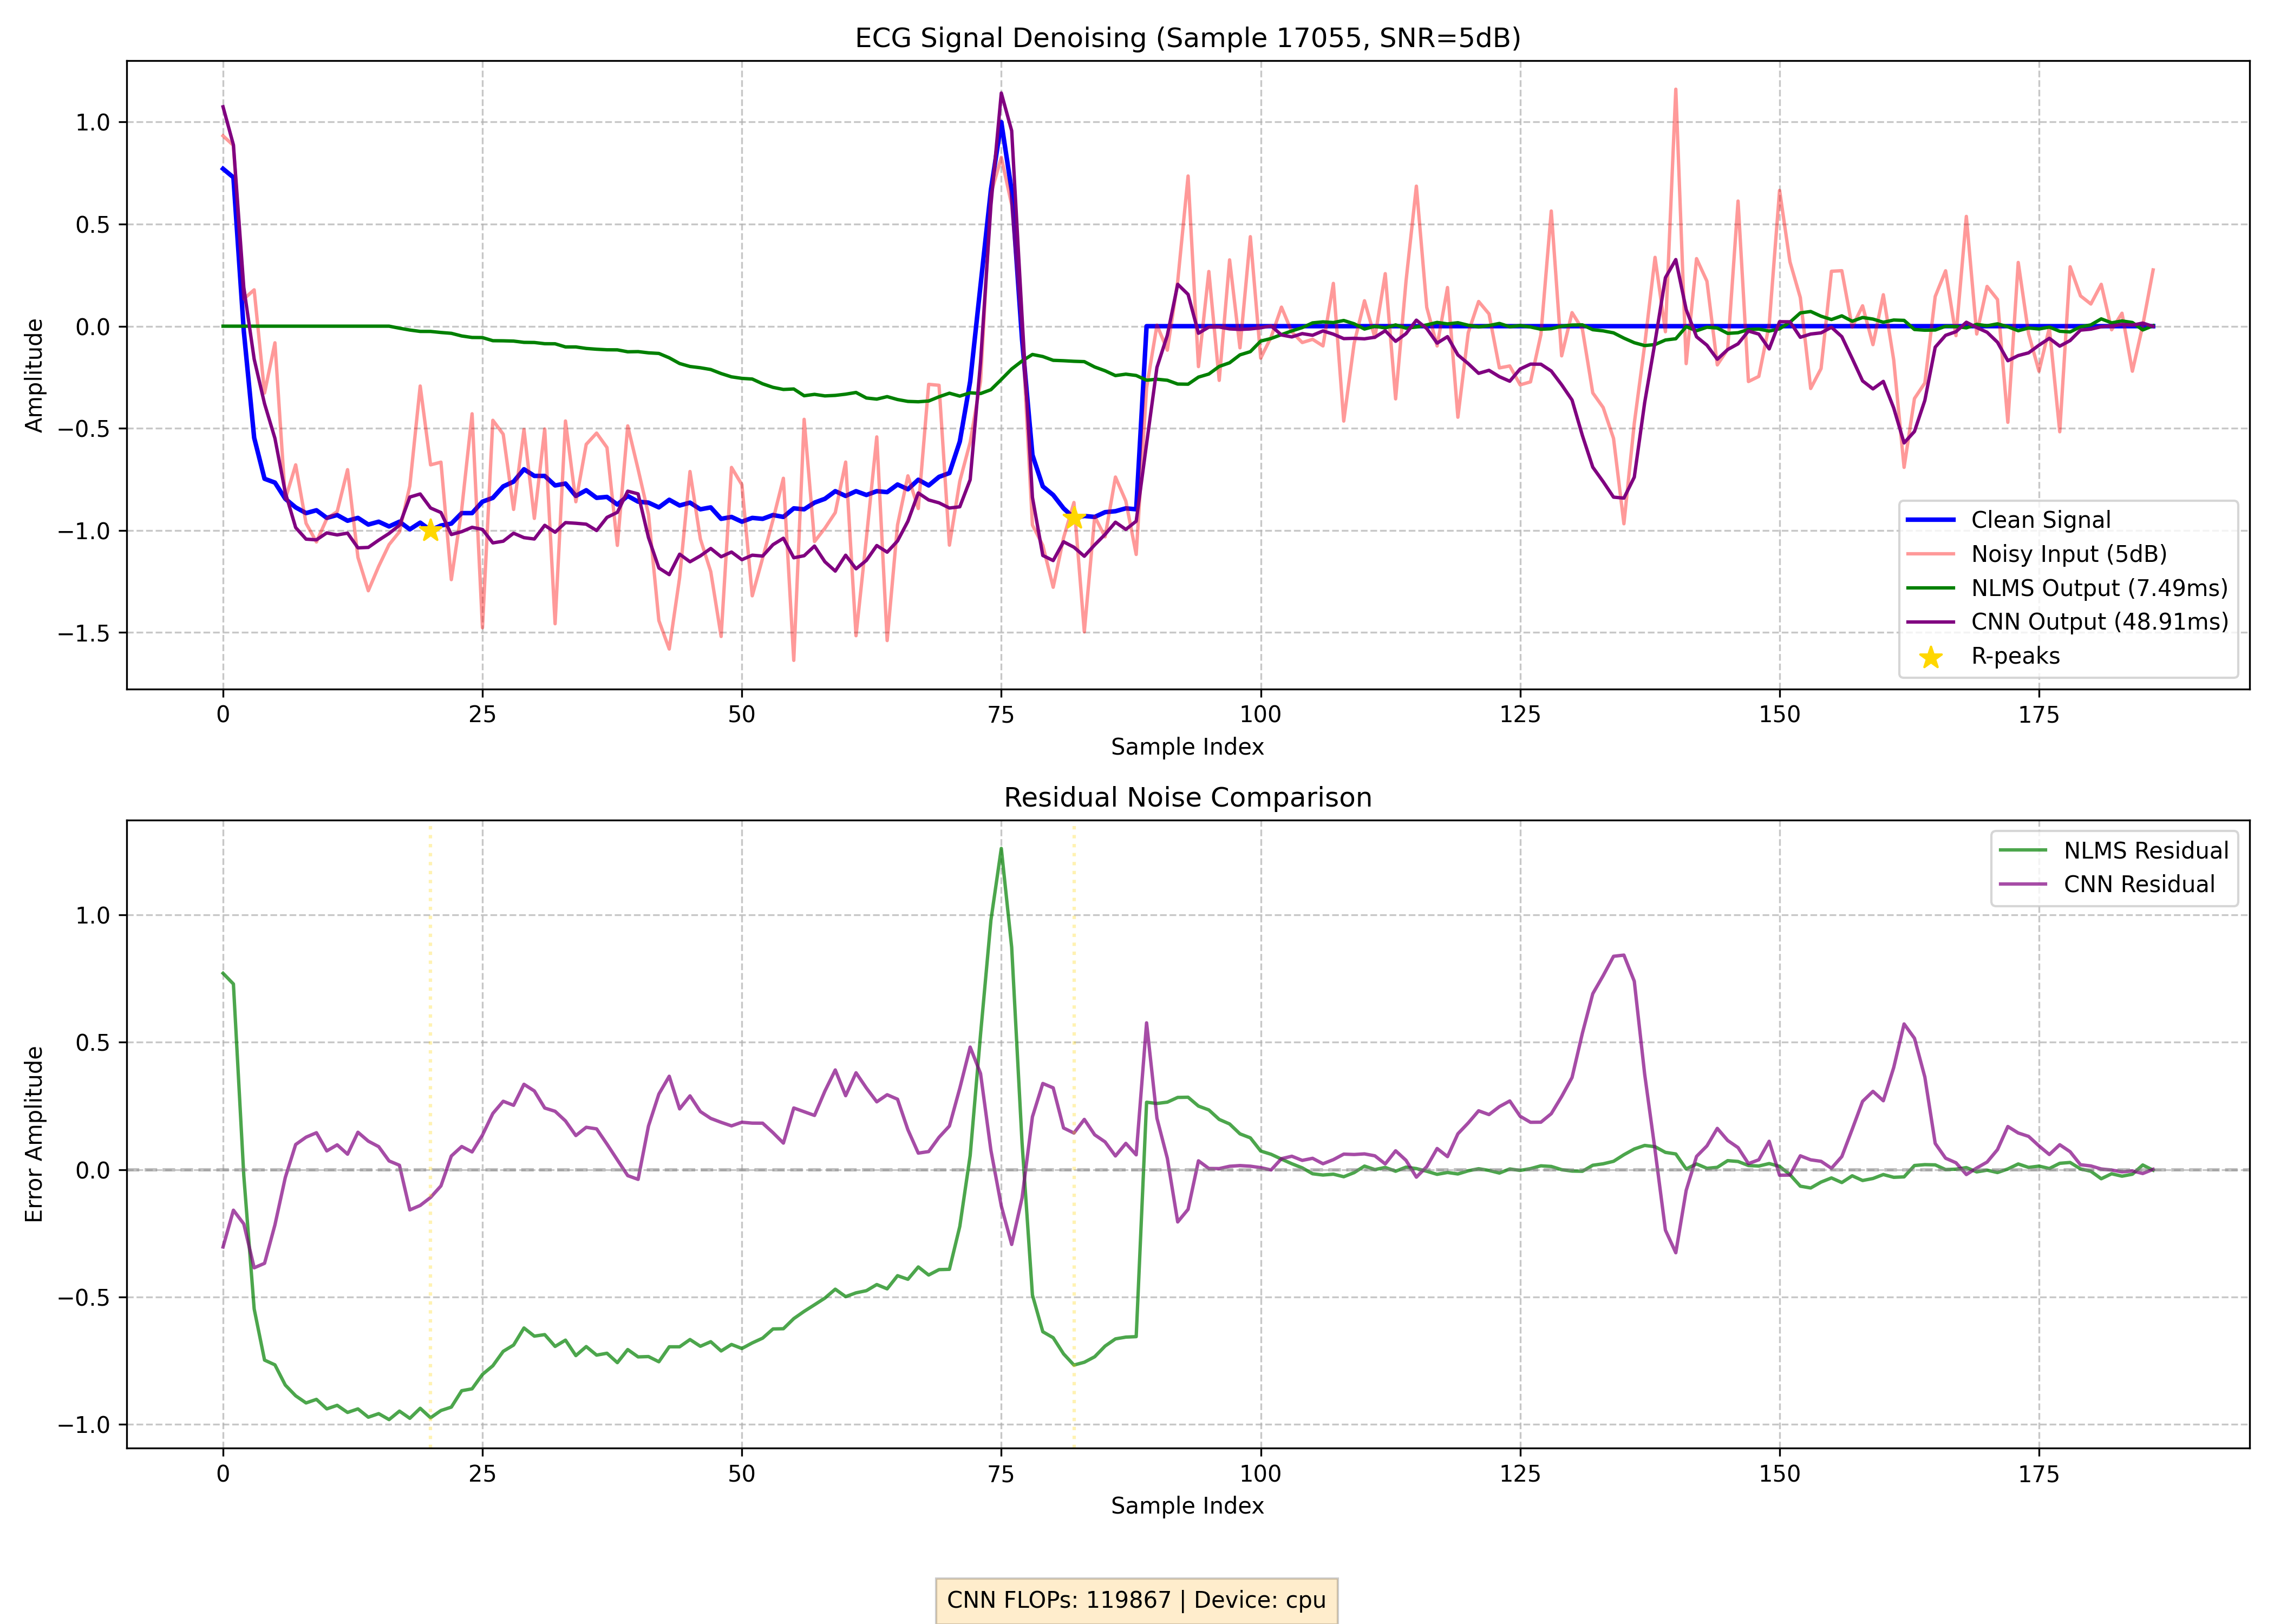 ECG Signal Denoising (Sample 17055, SNR=5dB)
Amplitude
1.0
0.5
0.0
−0.5
−1.0
−1.5
Clean Signal
Noisy Input (5dB)
NLMS Output (7.49ms)
CNN Output (48.91ms)
R-peaks
0 25 50 75 100 125 150 175
Sample Index
Residual Noise Comparison
Error Amplitude
1.0
0.5
0.0
−0.5
−1.0
NLMS Residual
CNN Residual
0 25 50 75 100 125 150 175
Sample Index
CNN FLOPs: 119867 | Device: cpu